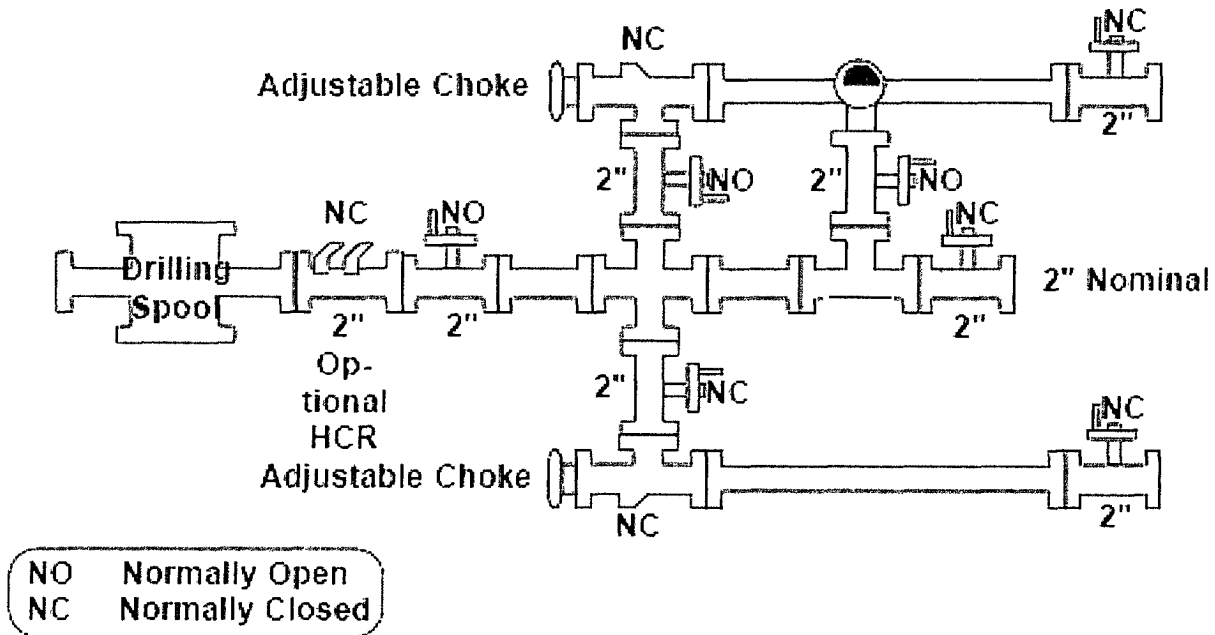 NC
NC
Adjustable Choke
2"
2"
NO
2"
NO
NC
NO
NC
Drilling
Spool
2" Nominal
2"
2"
2"
Op-
tional
HCR
2"
NC
NC
Adjustable Choke
2"
NC
NO Normally Open
NC Normally Closed